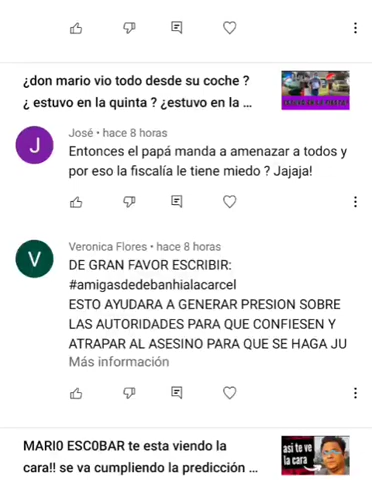 ¿don mario vio todo desde su coche ?
¿ estuvo en la quinta ? ¿estuvo en la ...
J
José • hace 8 horas
Entonces el papá manda a amenazar a todos y
por eso la fiscalía le tiene miedo ? Jajaja!
V
Veronica Flores • hace 8 horas
DE GRAN FAVOR ESCRIBIR:
#amigasdedebanhialacarcel
ESTO AYUDARA A GENERAR PRESION SOBRE
LAS AUTORIDADES PARA QUE CONFIESEN Y
ATRAPAR AL ASESINO PARA QUE SE HAGA JU
Más información
MARI0 ESC0BAR te esta viendo la
cara!! se va cumpliendo la predicción ...
asi te ve
la cara